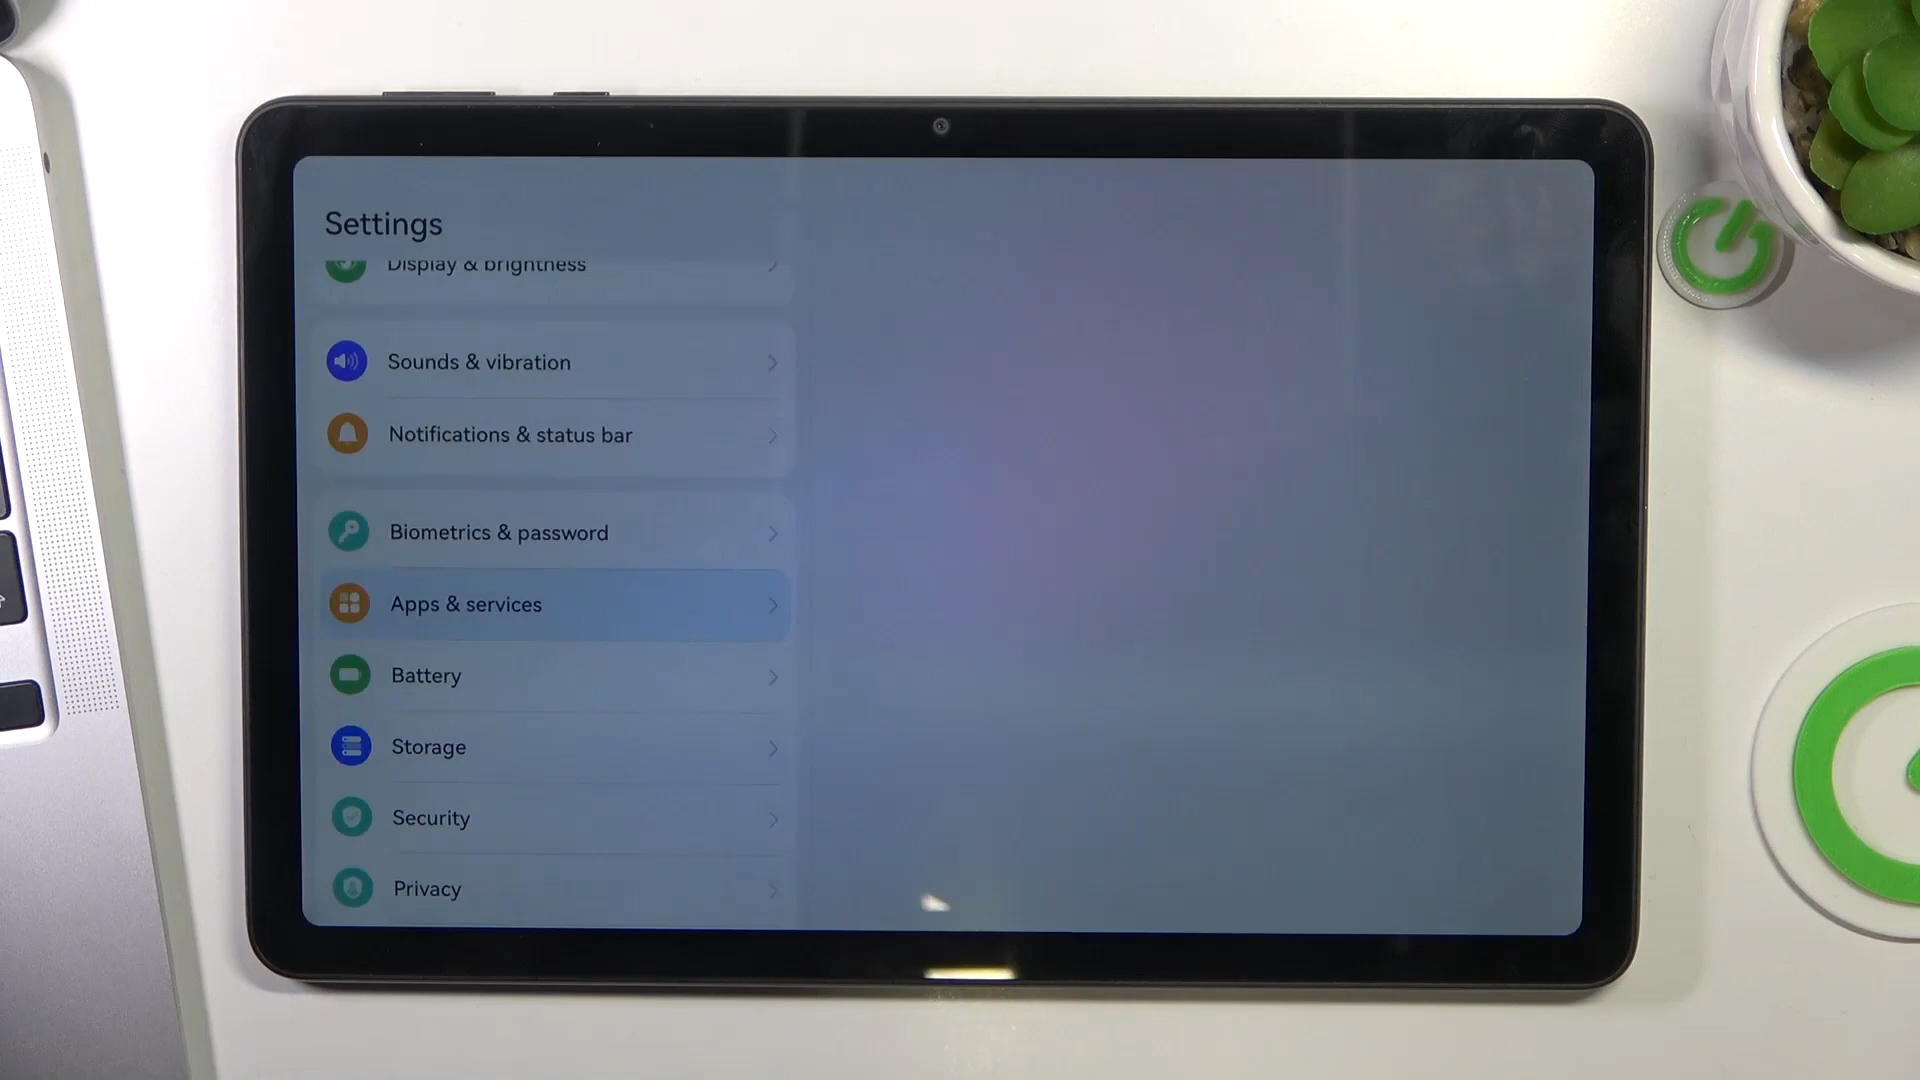 Settings
Display & brightness
Sounds & vibration
Notifications & status bar
Biometrics & password
Apps & services
Battery
Storage
Security
Privacy